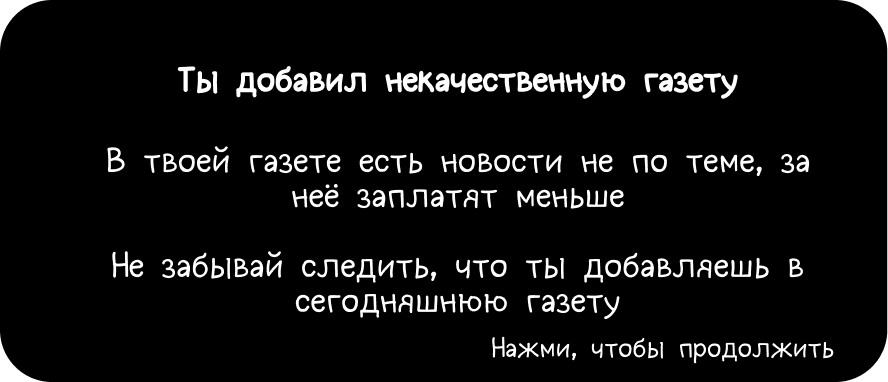 Ты добавил некачественную газету
В твоей газете есть новости не по теме, за
неё заплатят меньше
Не забывай следить, что ты добавляешь в
сегодняшнюю газету
Нажми, чтобы продолжить